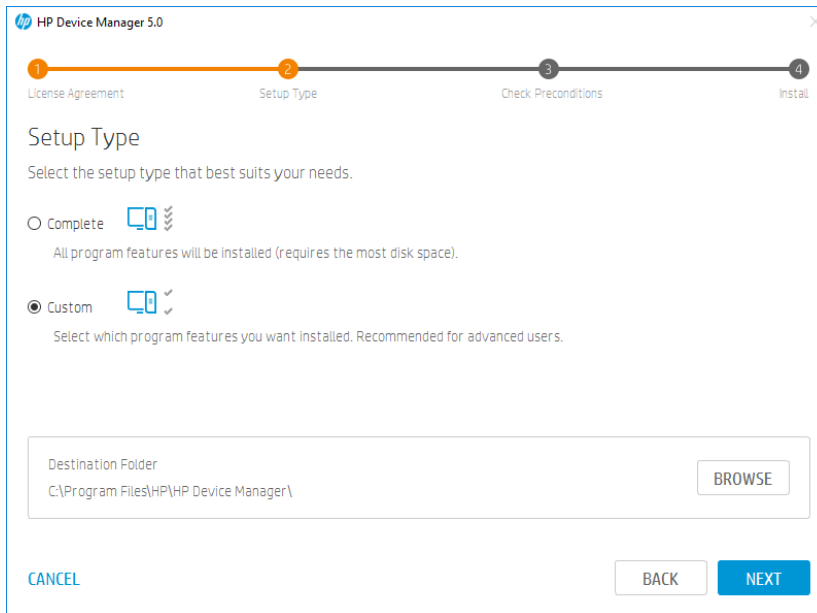 hp HP Device Manager 5.0
1 2 3 4
License Agreement Setup Type Check Preconditions Install
Setup Type
Select the setup type that best suits your needs.
Complete
All program features will be installed (requires the most disk space).
Custom
Select which program features you want installed. Recommended for advanced users.
Destination Folder
C:\Program Files\HP\HP Device Manager\
BROWSE
CANCEL BACK NEXT